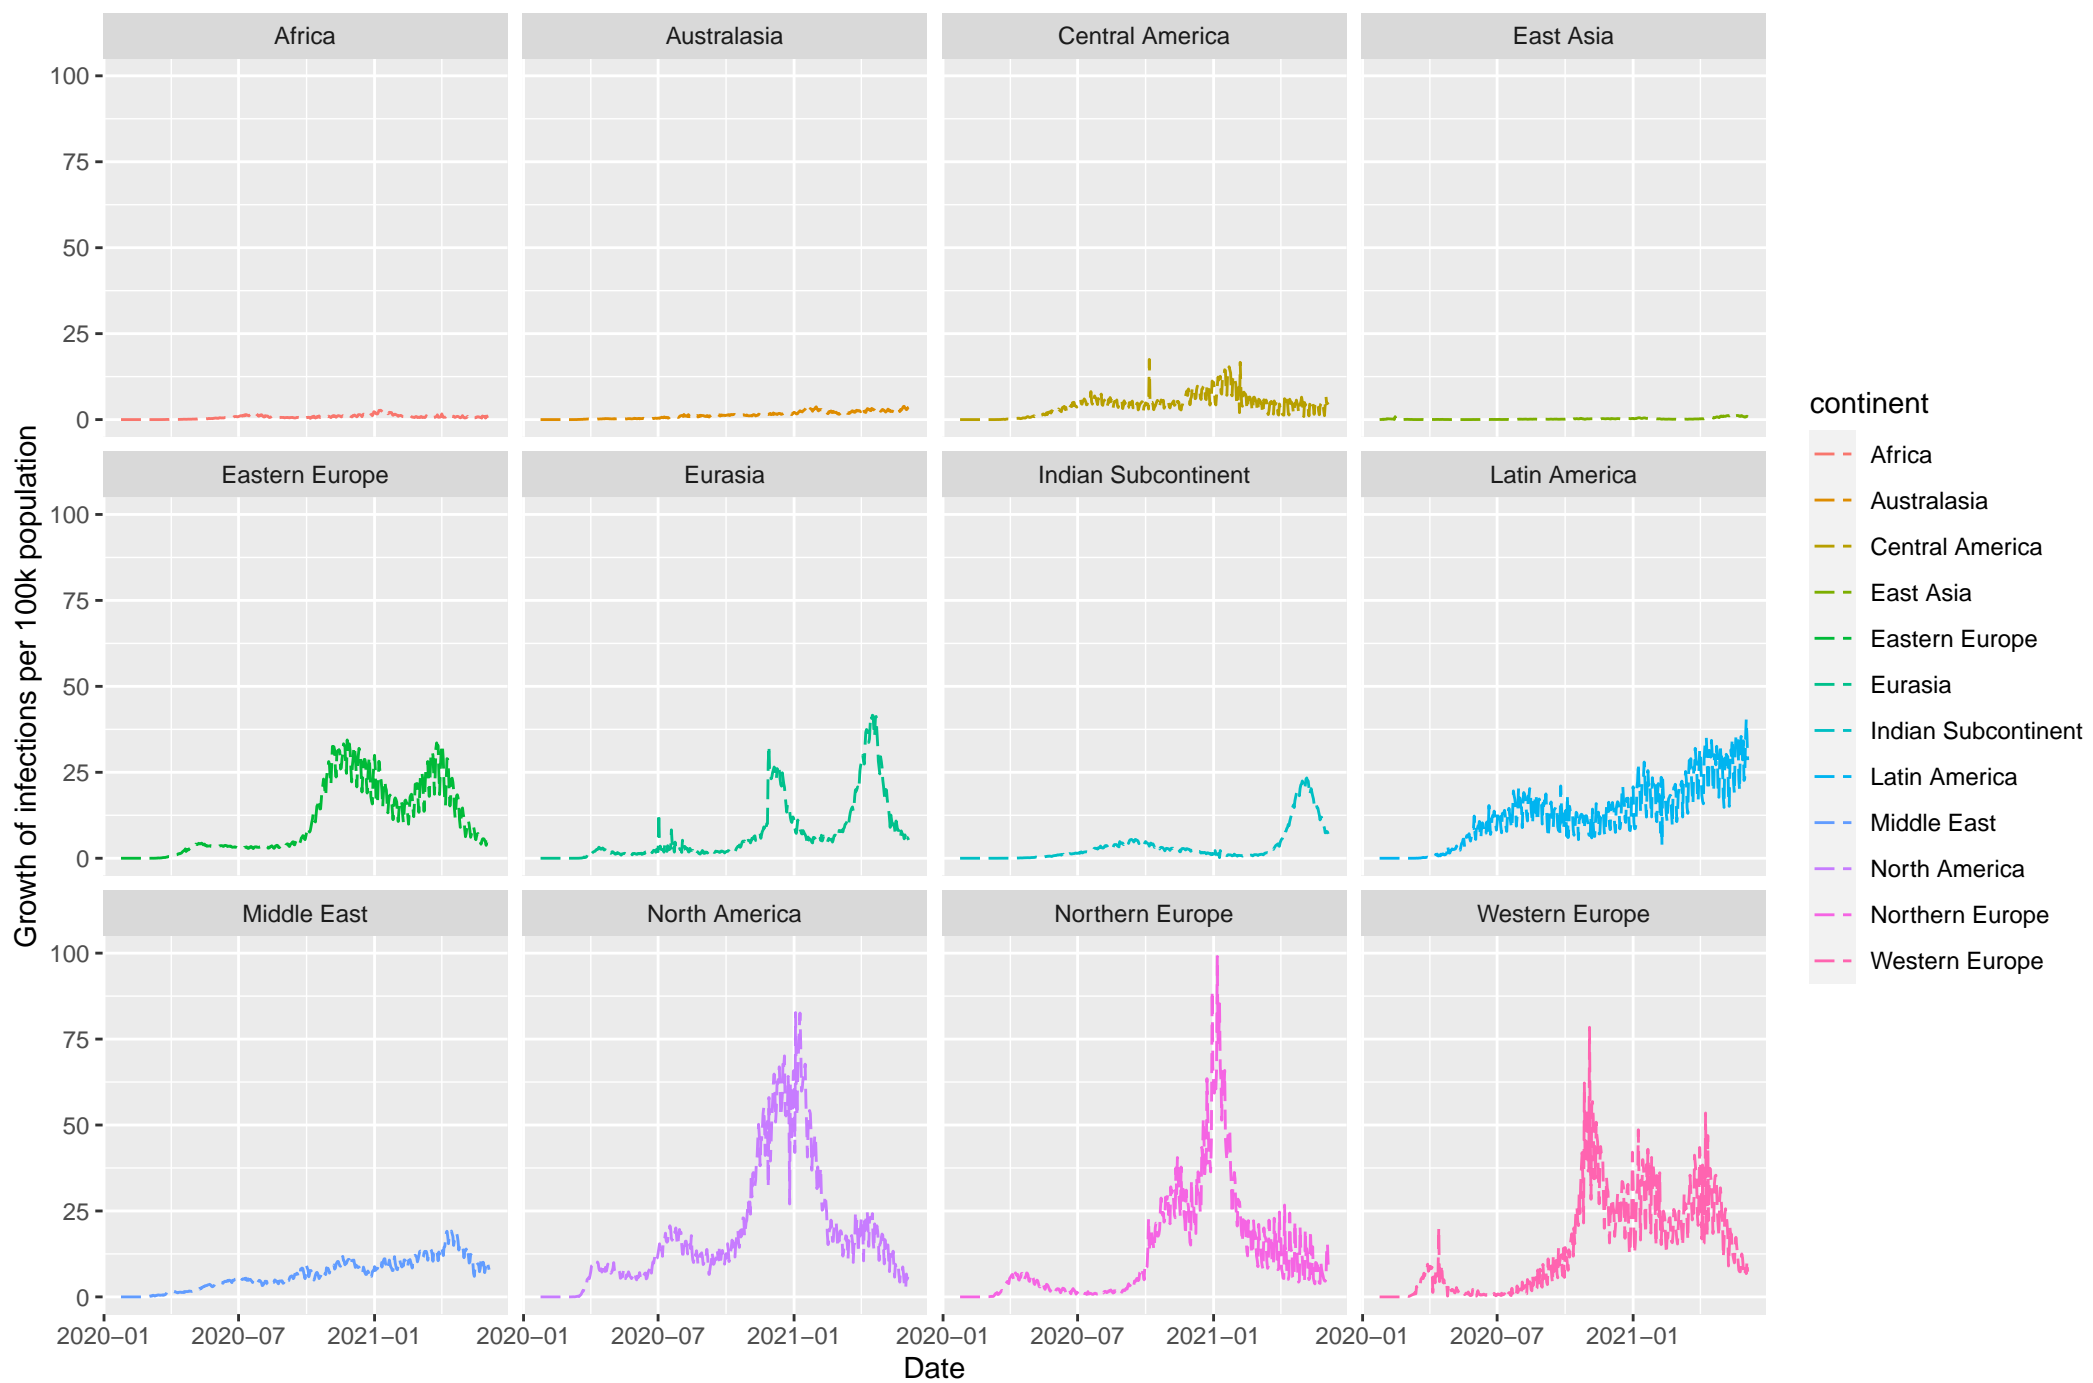 Africa
Australasia
Central America
East Asia
100
75
50
25
0
Eastern Europe
Eurasia
Indian Subcontinent
Latin America
100
75
50
25
0
Middle East
North America
Northern Europe
Western Europe
100
75
50
25
0
2020–01
2020–07
2021–01
2020–01
2020–07
2021–01
2020–01
2020–07
2021–01
2020–01
2020–07
2021–01
Date
Growth of infections per 100k population
continent
Africa
Australasia
Central America
East Asia
Eastern Europe
Eurasia
Indian Subcontinent
Latin America
Middle East
North America
Northern Europe
Western Europe